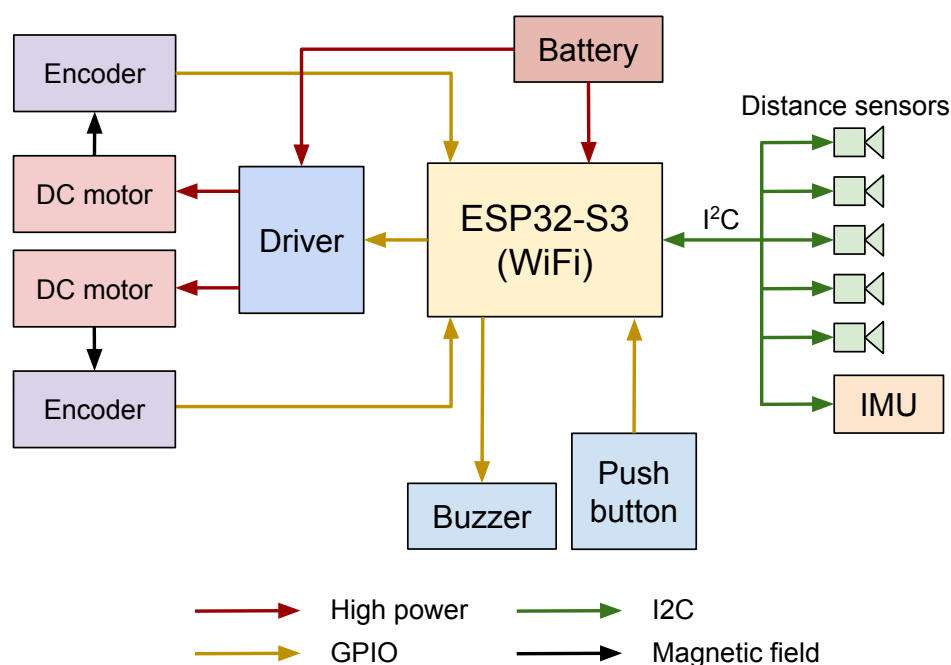 Encoder
Battery
Distance sensors
DC motor
Driver
ESP32-S3
(WiFi)
I²C
DC motor
Encoder
IMU
Push
button
Buzzer
High power
I2C
GPIO
Magnetic field